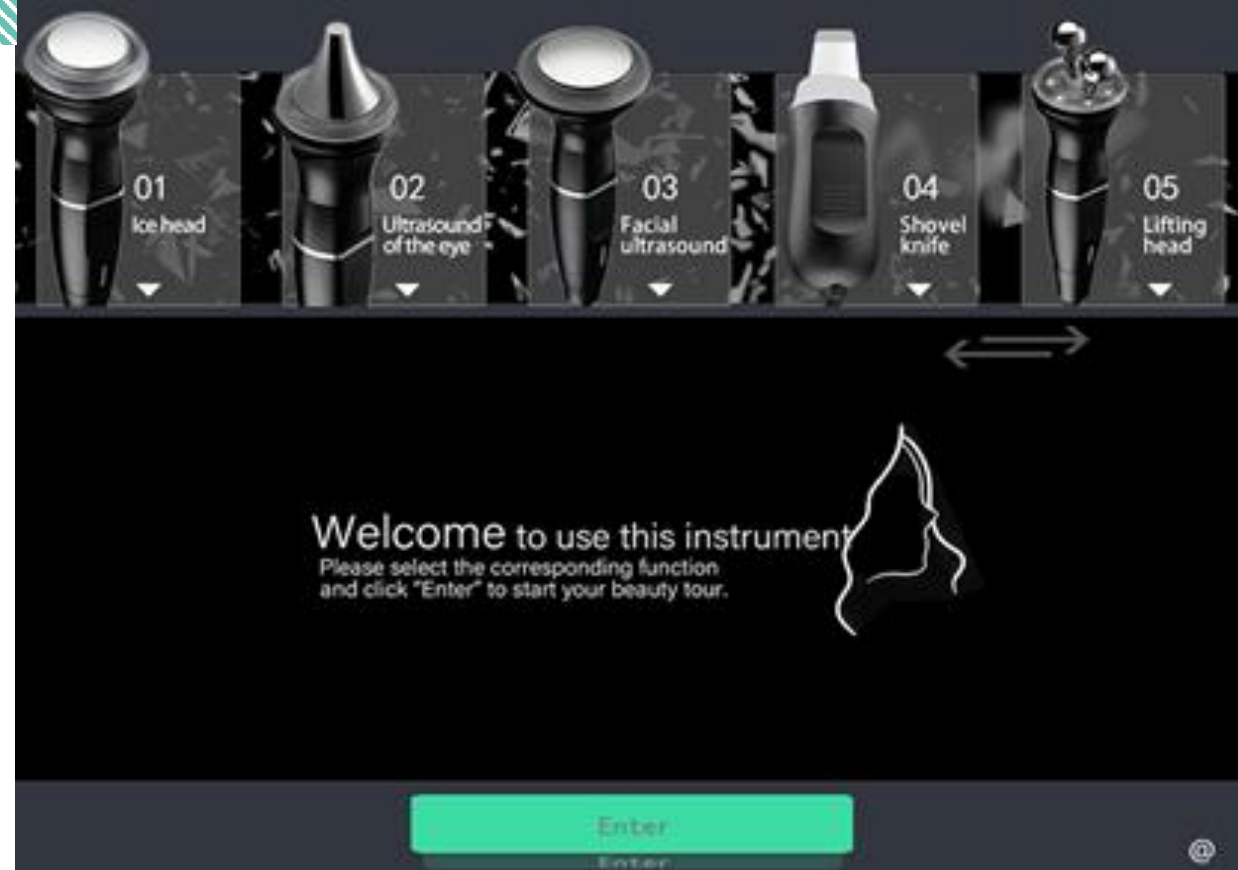 01
Ice head
02
Ultrasound
of the eye
03
Facial
ultrasound
04
Shovel
knife
05
Lifting
head
Welcome to use this instrument
Please select the corresponding function
and click "Enter" to start your beauty tour.
Enter
Enter
@